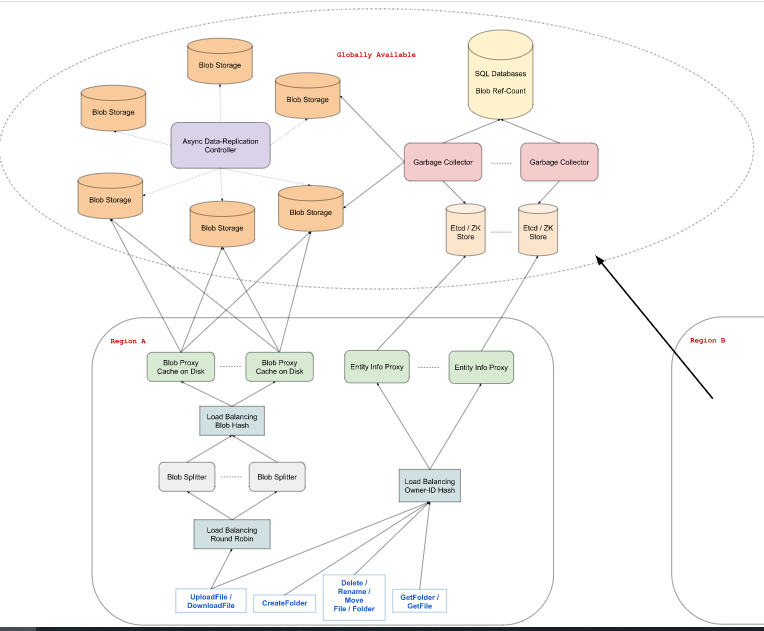 Globally Available
Blob Storage
SQL Databases
Blob Ref-Count
Blob Storage
Blob Storage
Async Data-Replication
Controller
Garbage Collector
Garbage Collector
Blob Storage
Blob Storage
Blob Storage
Etcd / ZK
Store
Etcd / ZK
Store
Region A
Region B
Blob Proxy
Cache on Disk
Blob Proxy
Cache on Disk
Entity Info Proxy
Entity Info Proxy
Load Balancing
Blob Hash
Blob Splitter
Blob Splitter
Load Balancing
Owner-ID Hash
Load Balancing
Round Robin
UploadFile /
DownloadFile
CreateFolder
Delete /
Rename /
Move
File / Folder
GetFolder /
GetFile